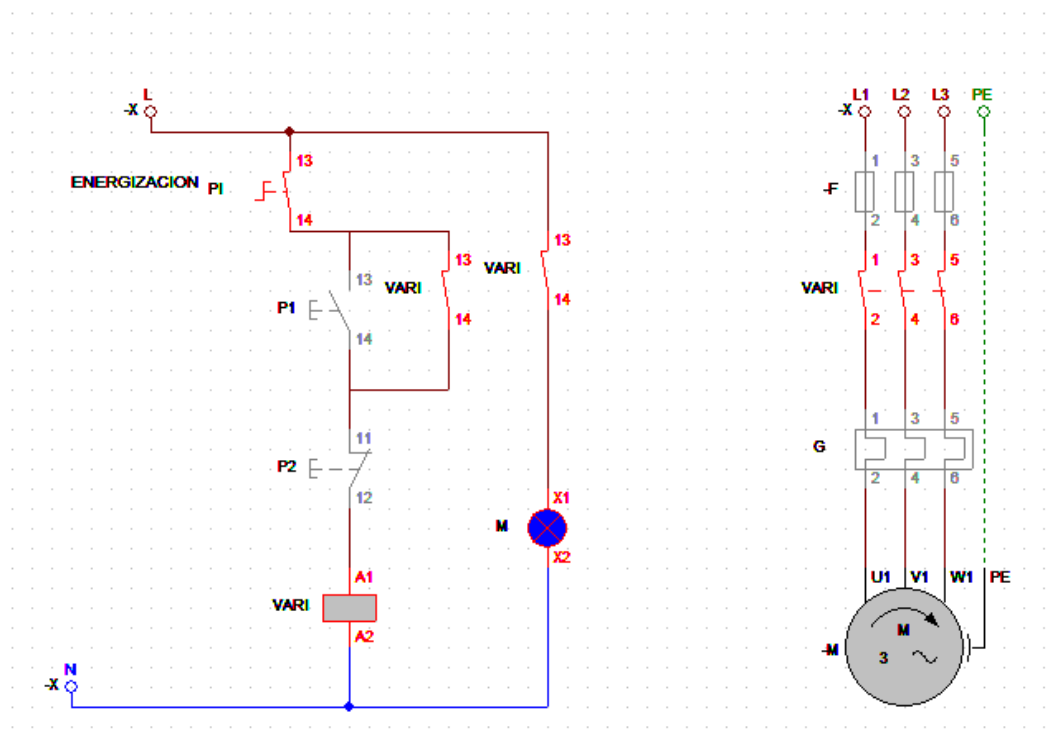 L
-X
13
ENERGIZACION PI
14
13
P1
14
VARI
13
14
VARI
13
14
11
P2
12
A1
VARI
A2
X1
M
X2
N
-X
L1 L2 L3 PE
-X
1 3 5
-F
2 4 6
1 3 5
VARI
2 4 6
1 3 5
G
2 4 6
U1 V1 W1 PE
M
-M
3